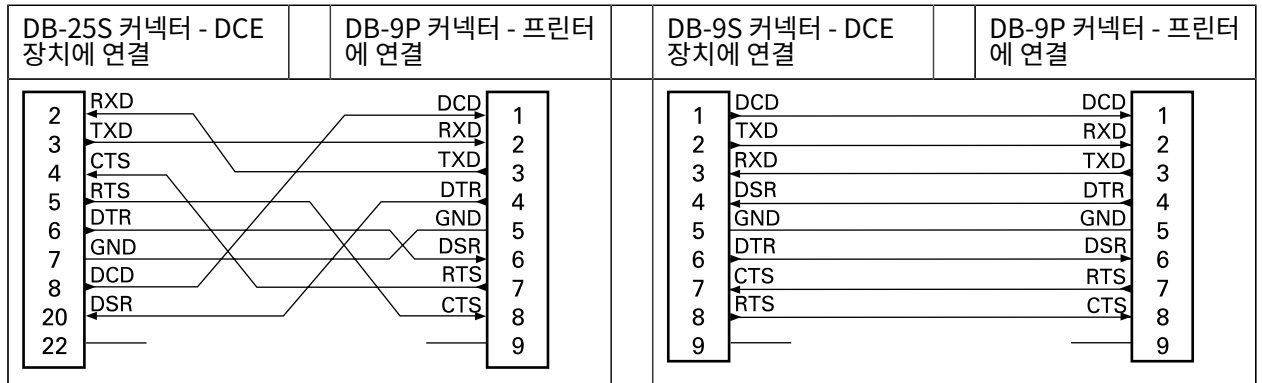 DB-25S 커넥터 - DCE
장치에 연결
DB-9P 커넥터 - 프린터
에 연결
DB-9S 커넥터 - DCE
장치에 연결
DB-9P 커넥터 - 프린터
에 연결
2 RXD DCD 1
3 TXD RXD 2
4 CTS TXD 3
5 RTS DTR 4
6 DTR GND 5
7 GND DSR 6
8 DCD RTS 7
20 DSR CTS 8
22 9
1 DCD DCD 1
2 TXD RXD 2
3 RXD TXD 3
4 DSR DTR 4
5 GND GND 5
6 DTR DSR 6
7 CTS RTS 7
8 RTS CTS 8
9 9